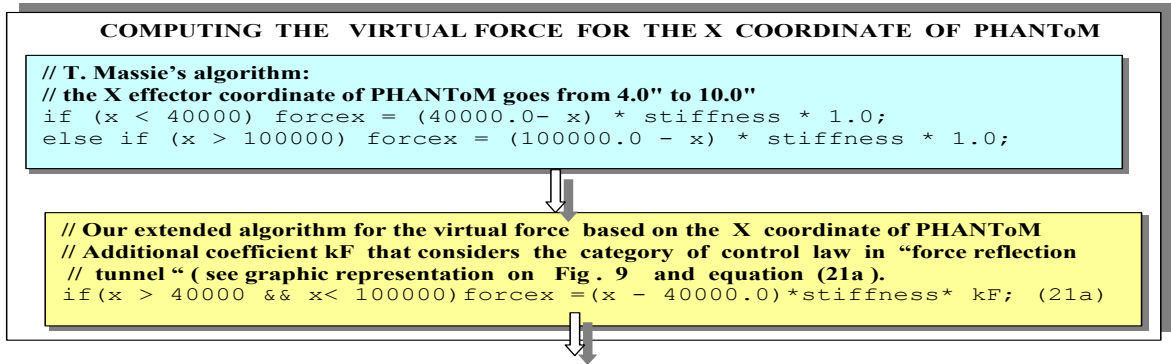 COMPUTING THE VIRTUAL FORCE FOR THE X COORDINATE OF PHANToM
// T. Massie's algorithm:
// the X effector coordinate of PHANToM goes from 4.0" to 10.0"
if (x < 40000) forcex = (40000.0- x) * stiffness * 1.0;
else if (x > 100000) forcex = (100000.0 - x) * stiffness * 1.0;
// Our extended algorithm for the virtual force based on the X coordinate of PHANToM
// Additional coefficient kF that considers the category of control law in “force reflection
// tunnel “ ( see graphic representation on Fig . 9 and equation (21a ).
if(x > 40000 && x< 100000)forcex =(x - 40000.0)*stiffness* kF; (21a)